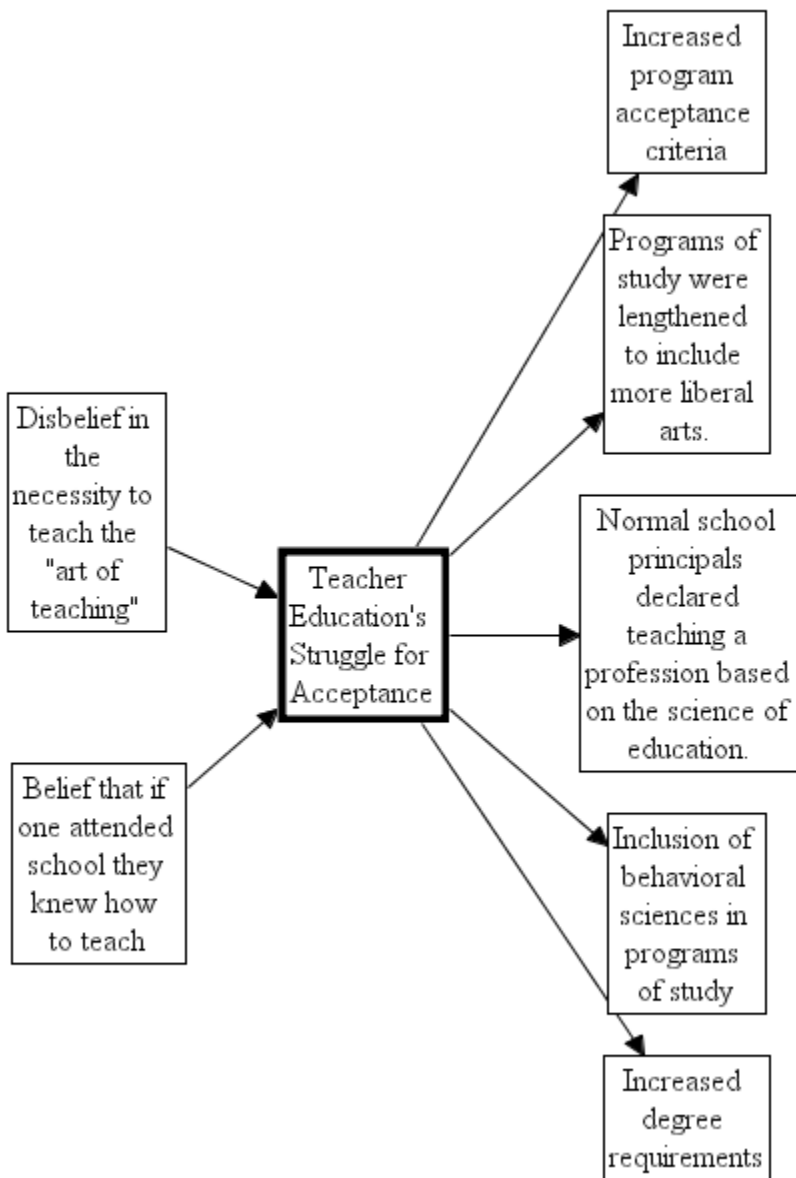 Increased
program
acceptance
criteria
Programs of
study were
lengthened
to include
more liberal
arts.
Disbelief in
the
necessity to
teach the
"art of
teaching"
Normal school
principals
declared
teaching a
profession based
on the science of
education.
Teacher
Education's
Struggle for
Acceptance
Belief that if
one attended
school they
knew how
to teach
Inclusion of
behavioral
sciences in
programs
of study
Increased
degree
requirements